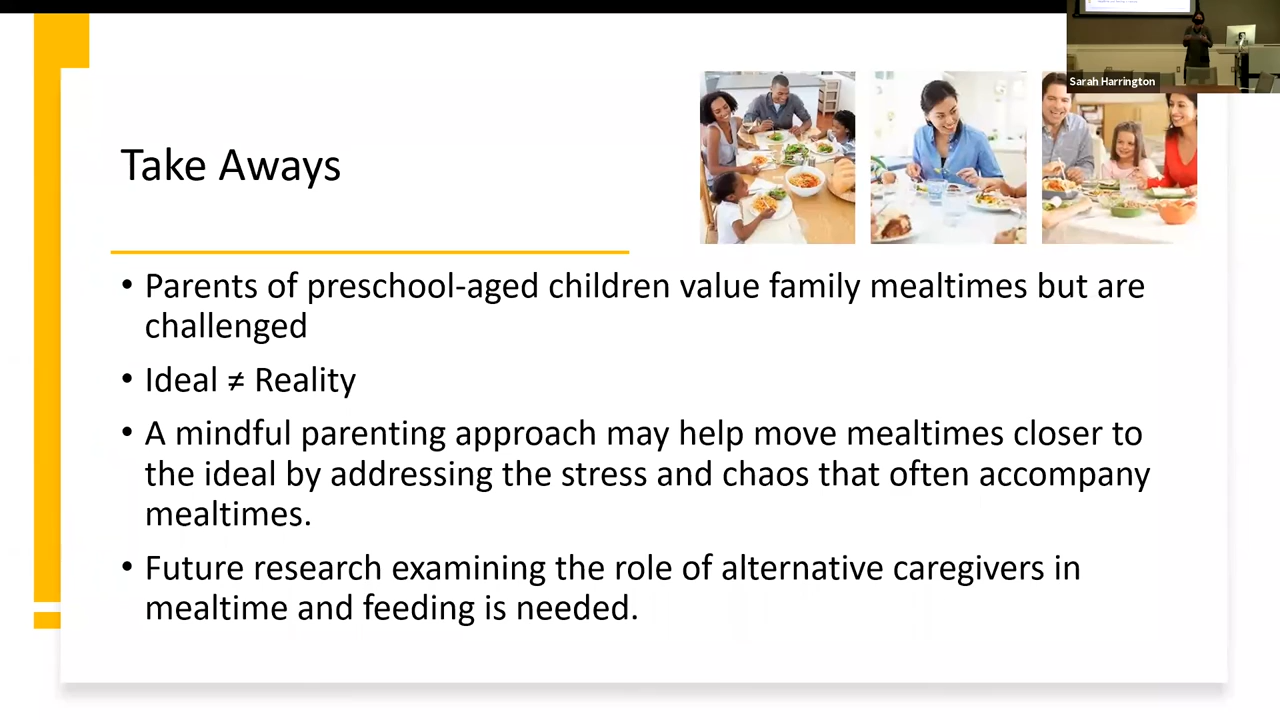 Sarah Harrington
Take Aways
• Parents of preschool-aged children value family mealtimes but are
challenged
• Ideal ≠ Reality
• A mindful parenting approach may help move mealtimes closer to
the ideal by addressing the stress and chaos that often accompany
mealtimes.
• Future research examining the role of alternative caregivers in
mealtime and feeding is needed.